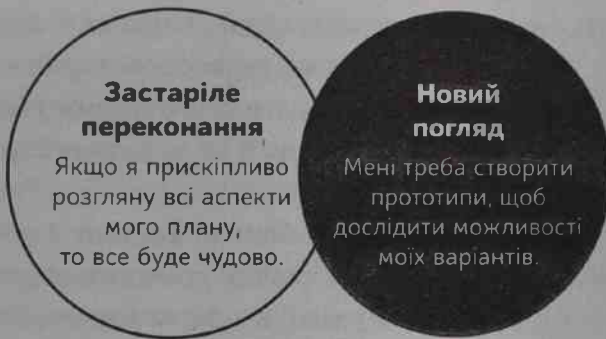 Застаріле
переконання
Якщо я прискіпливо
розгляну всі аспекти
мого плану,
то все буде чудово.
Новий
погляд
Мені треба створити
прототипи, щоб
дослідити можливості
моїх варіантів.